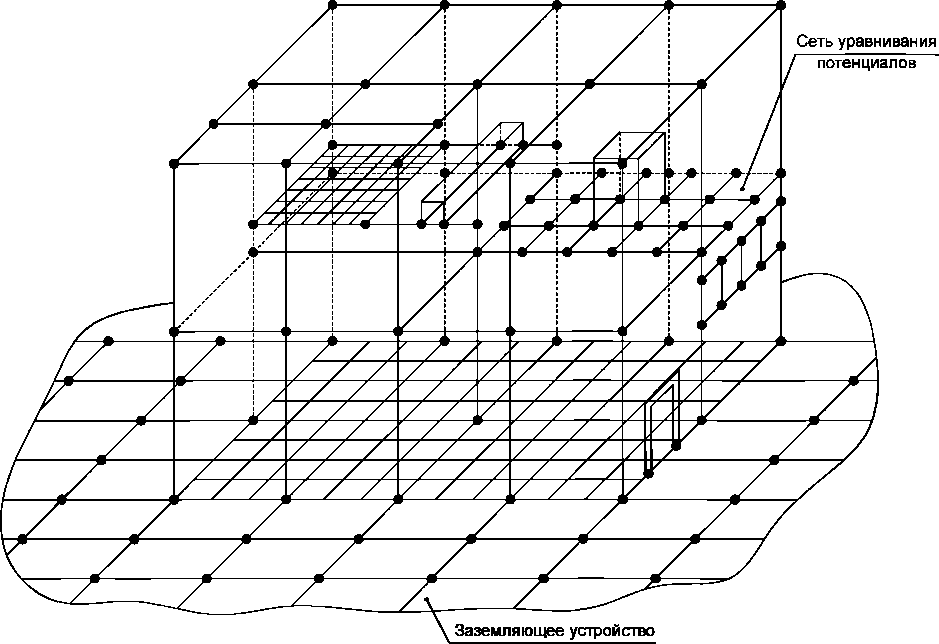 Сеть уравнивания
потенциалов
Заземляющее устройство